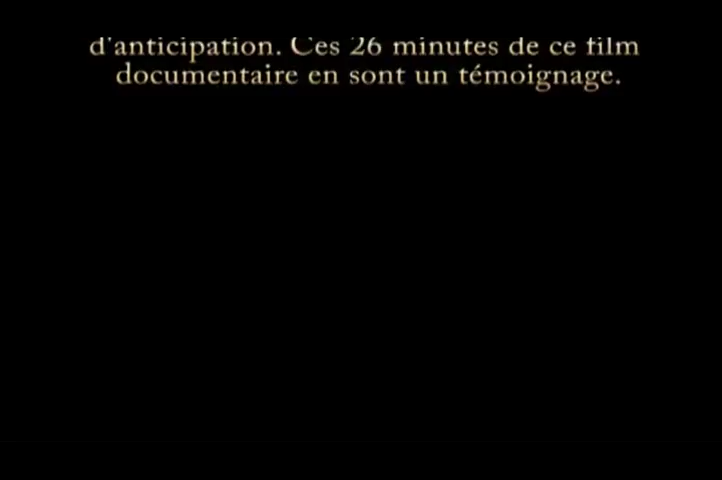 d'anticipation. Ces 26 minutes de ce film
documentaire en sont un témoignage.